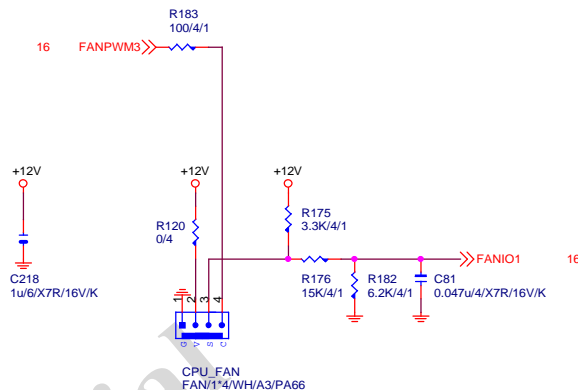 R183
100/4/1
16 FANPWM3
+12V +12V +12V
R175
3.3K/4/1
R120
0/4
FANIO1 16
C218
1u/6/X7R/16V/K
R176
15K/4/1
R182
6.2K/4/1
C81
0.047u/4/X7R/16V/K
1 2 3 4
G V S C
CPU_FAN
FAN/1*4/WH/A3/PA66